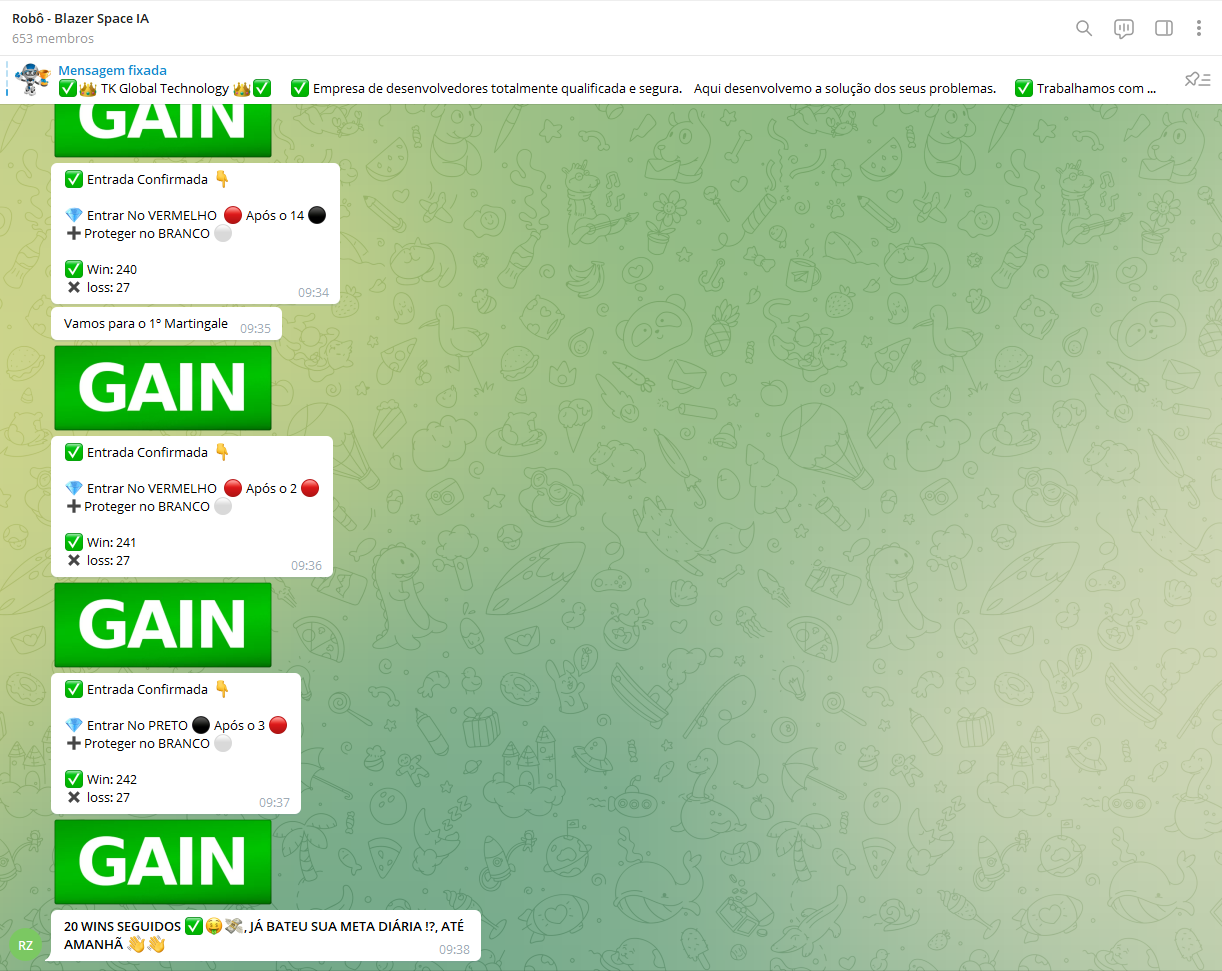 Robô - Blazer Space IA
653 membros
Mensagem fixada
✅👑 TK Global Technology 👑✅ ✅ Empresa de desenvolvedores totalmente qualificada e segura. Aqui desenvolvemo a solução dos seus problemas. ✅ Trabalhamos com ...
GAIN
✅ Entrada Confirmada 👇
💎 Entrar No VERMELHO 🔴 Após o 14 ⚫
➕ Proteger no BRANCO ⚪
✅ Win: 240
✖ loss: 27
09:34
Vamos para o 1º Martingale 09:35
GAIN
✅ Entrada Confirmada 👇
💎 Entrar No VERMELHO 🔴 Após o 2 🔴
➕ Proteger no BRANCO ⚪
✅ Win: 241
✖ loss: 27
09:36
GAIN
✅ Entrada Confirmada 👇
💎 Entrar No PRETO ⚫ Após o 3 🔴
➕ Proteger no BRANCO ⚪
✅ Win: 242
✖ loss: 27
09:37
GAIN
RZ
20 WINS SEGUIDOS ✅🤑💸, JÁ BATEU SUA META DIÁRIA !?, ATÉ
AMANHÃ 👋👋
09:38